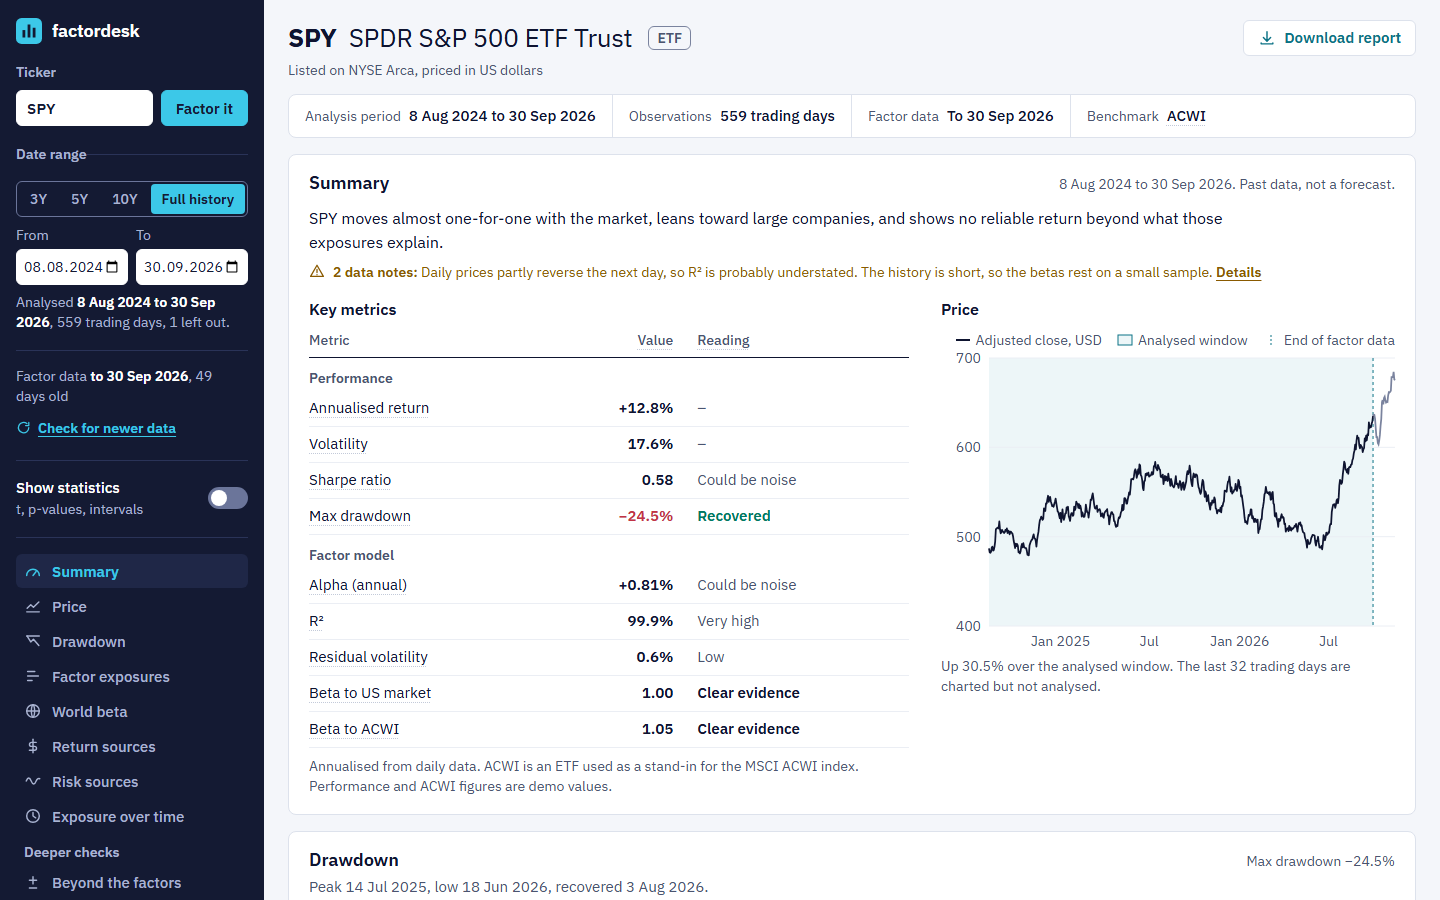 factordesk
Ticker
SPY
Factor it
Date range
3Y 5Y 10Y Full history
From To
08.08.2024 30.09.2026
Analysed 8 Aug 2024 to 30 Sep
2026, 559 trading days, 1 left out.
Factor data to 30 Sep 2026, 49
days old
Check for newer data
Show statistics
t, p-values, intervals
Summary
Price
Drawdown
Factor exposures
World beta
Return sources
Risk sources
Exposure over time
Deeper checks
Beyond the factors
SPY SPDR S&P 500 ETF Trust ETF
Download report
Listed on NYSE Arca, priced in US dollars
Analysis period 8 Aug 2024 to 30 Sep 2026
Observations 559 trading days
Factor data To 30 Sep 2026
Benchmark ACWI
Summary
8 Aug 2024 to 30 Sep 2026. Past data, not a forecast.
SPY moves almost one-for-one with the market, leans toward large companies, and shows no reliable return beyond what those
exposures explain.
2 data notes: Daily prices partly reverse the next day, so R² is probably understated. The history is short, so the betas rest on a small sample. Details
Key metrics
Metric Value Reading
Performance
Annualised return +12.8% –
Volatility 17.6% –
Sharpe ratio 0.58 Could be noise
Max drawdown −24.5% Recovered
Factor model
Alpha (annual) +0.81% Could be noise
R² 99.9% Very high
Residual volatility 0.6% Low
Beta to US market 1.00 Clear evidence
Beta to ACWI 1.05 Clear evidence
Annualised from daily data. ACWI is an ETF used as a stand-in for the MSCI ACWI index.
Performance and ACWI figures are demo values.
Price
Adjusted close, USD Analysed window End of factor data
700
600
500
400
Jan 2025 Jul Jan 2026 Jul
Up 30.5% over the analysed window. The last 32 trading days are
charted but not analysed.
Drawdown
Max drawdown −24.5%
Peak 14 Jul 2025, low 18 Jun 2026, recovered 3 Aug 2026.